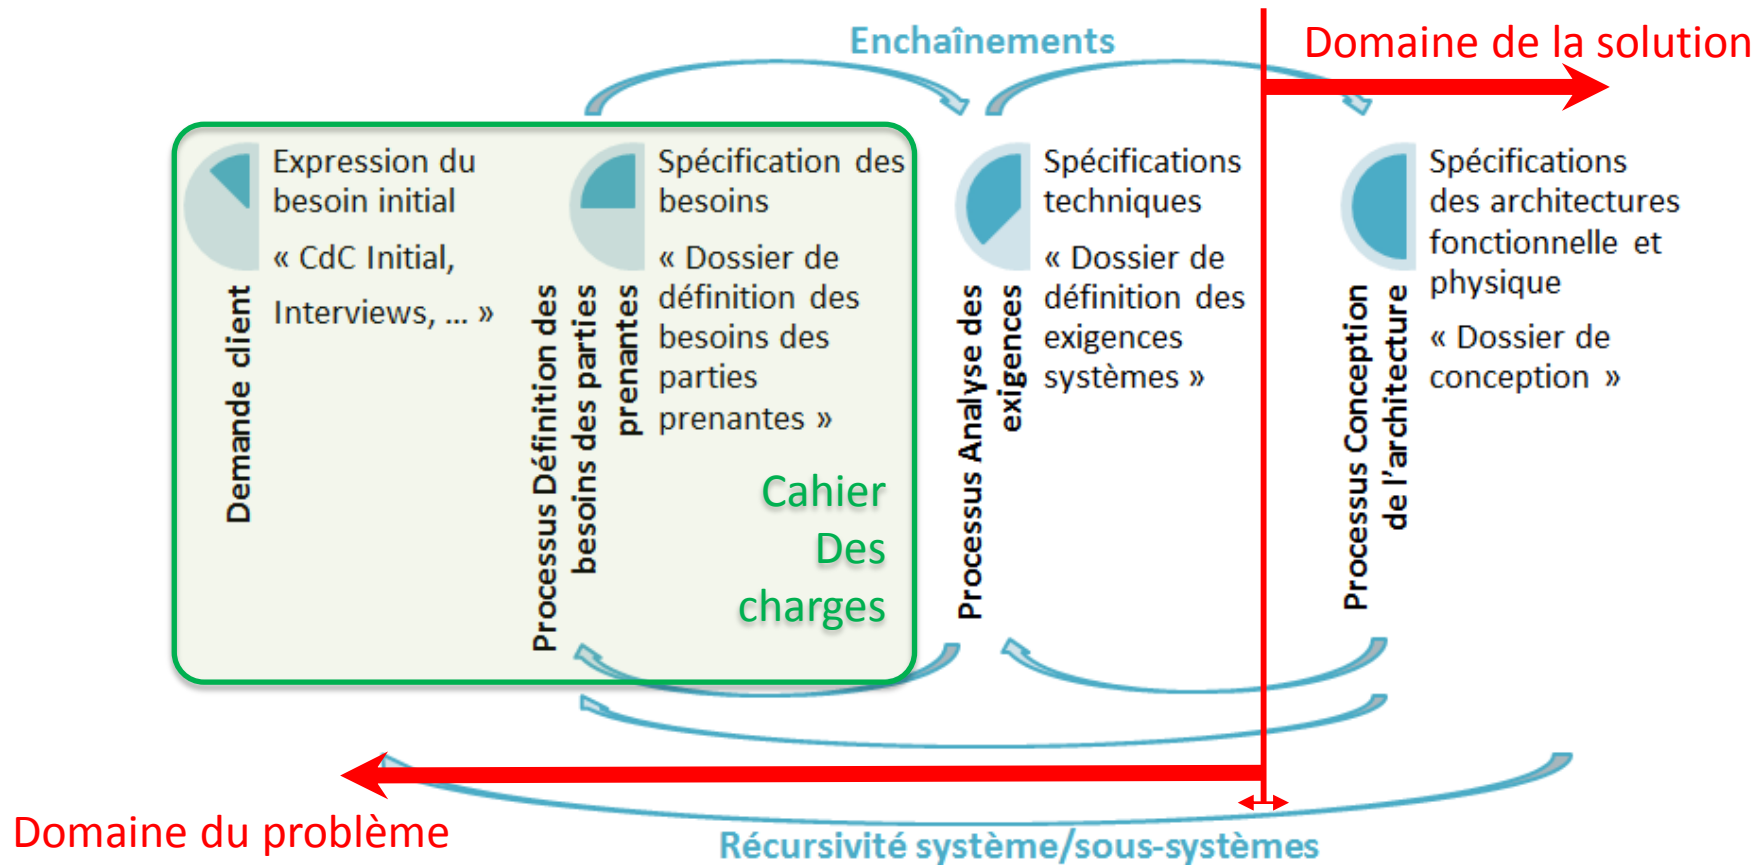 Enchaînements
Domaine de la solution
Demande client
Expression du
besoin initial
« CdC Initial,
Interviews, ... »
Processus Définition des
besoins des parties
prenantes
Spécification des
besoins
« Dossier de
définition des
besoins des
parties
prenantes »
Cahier
Des
charges
Processus Analyse des
exigences
Spécifications
techniques
« Dossier de
définition des
exigences
systèmes »
Processus Conception
de l'architecture
Spécifications
des architectures
fonctionnelle et
physique
« Dossier de
conception »
Domaine du problème
Récursivité système/sous-systèmes